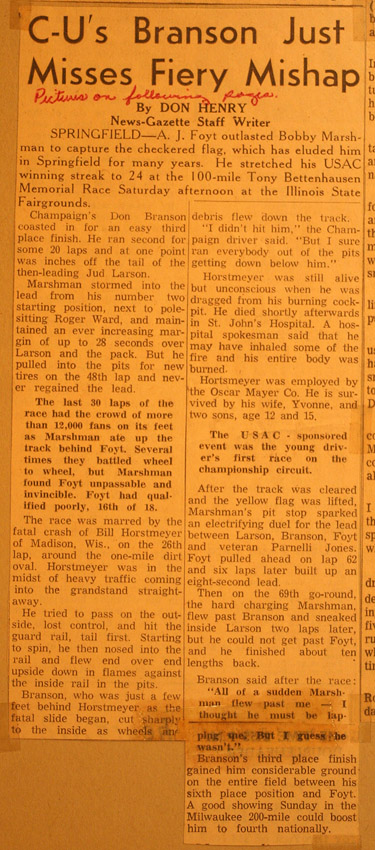 C-U's Branson Just
Misses Fiery Mishap
Pictures on following pages.
By DON HENRY
News-Gazette Staff Writer
SPRINGFIELD—A. J. Foyt outlasted Bobby Marsh-
man to capture the checkered flag, which has eluded him
in Springfield for many years. He stretched his USAC
winning streak to 24 at the 100-mile Tony Bettenhausen
Memorial Race Saturday afternoon at the Illinois State
Fairgrounds.
Champaign's Don Branson
coasted in for an easy third
place finish. He ran second for
some 20 laps and at one point
was inches off the tail of the
then-leading Jud Larson.
Marshman stormed into the
lead from his number two
starting position, next to pole-
sitting Roger Ward, and main-
tained an ever increasing mar-
gin of up to 28 seconds over
Larson and the pack. But he
pulled into the pits for new
tires on the 48th lap and nev-
er regained the lead.
The last 30 laps of the
race had the crowd of more
than 12,000 fans on its feet
as Marshman ate up the
track behind Foyt. Several
times they battled wheel
to wheel, but Marshman
found Foyt unpassable and
invincible. Foyt had qual-
ified poorly, 16th of 18.
The race was marred by the
fatal crash of Bill Horstmeyer
of Madison, Wis., on the 26th
lap, around the one-mile dirt
oval. Horstmeyer was in the
midst of heavy traffic coming
into the grandstand straight-
away.
He tried to pass on the out-
side, lost control, and hit the
guard rail, tail first. Starting
to spin, he then nosed into the
rail and flew end over end
upside down in flames against
the inside rail in the pits.
Branson, who was just a few
feet behind Horstmeyer as the
fatal slide began, cut sharply
to the inside as wheels an
debris flew down the track.
"I didn't hit him," the Cham-
paign driver said. "But I sure
ran everybody out of the pits
getting down below him."
Horstmeyer was still alive
but unconscious when he was
dragged from his burning cock-
pit. He died shortly afterwards
in St. John's Hospital. A hos-
pital spokesman said that he
may have inhaled some of the
fire and his entire body was
burned.
Hortsmeyer was employed by
the Oscar Mayer Co. He is sur-
vived by his wife, Yvonne, and
two sons, age 12 and 15.
The USAC - sponsored
event was the young driv-
er's first race on the
championship circuit.
After the track was cleared
and the yellow flag was lifted,
Marshman's pit stop sparked
an electrifying duel for the lead
between Larson, Branson, Foyt
and veteran Parnelli Jones.
Foyt pulled ahead on lap 62
and six laps later built up an
eight-second lead.
Then on the 69th go-round,
the hard charging Marshman,
flew past Branson and sneaked
inside Larson two laps later,
but he could not get past Foyt,
and he finished about ten
lengths back.
Branson said after the race:
"All of a sudden Marsh-
man flew past me — I
thought he must be lap-
ping me. But I guess he
wasn't."
Branson's third place finish
gained him considerable ground
on the entire field between his
sixth place position and Foyt.
A good showing Sunday in the
Milwaukee 200-mile could boost
him to fourth nationally.